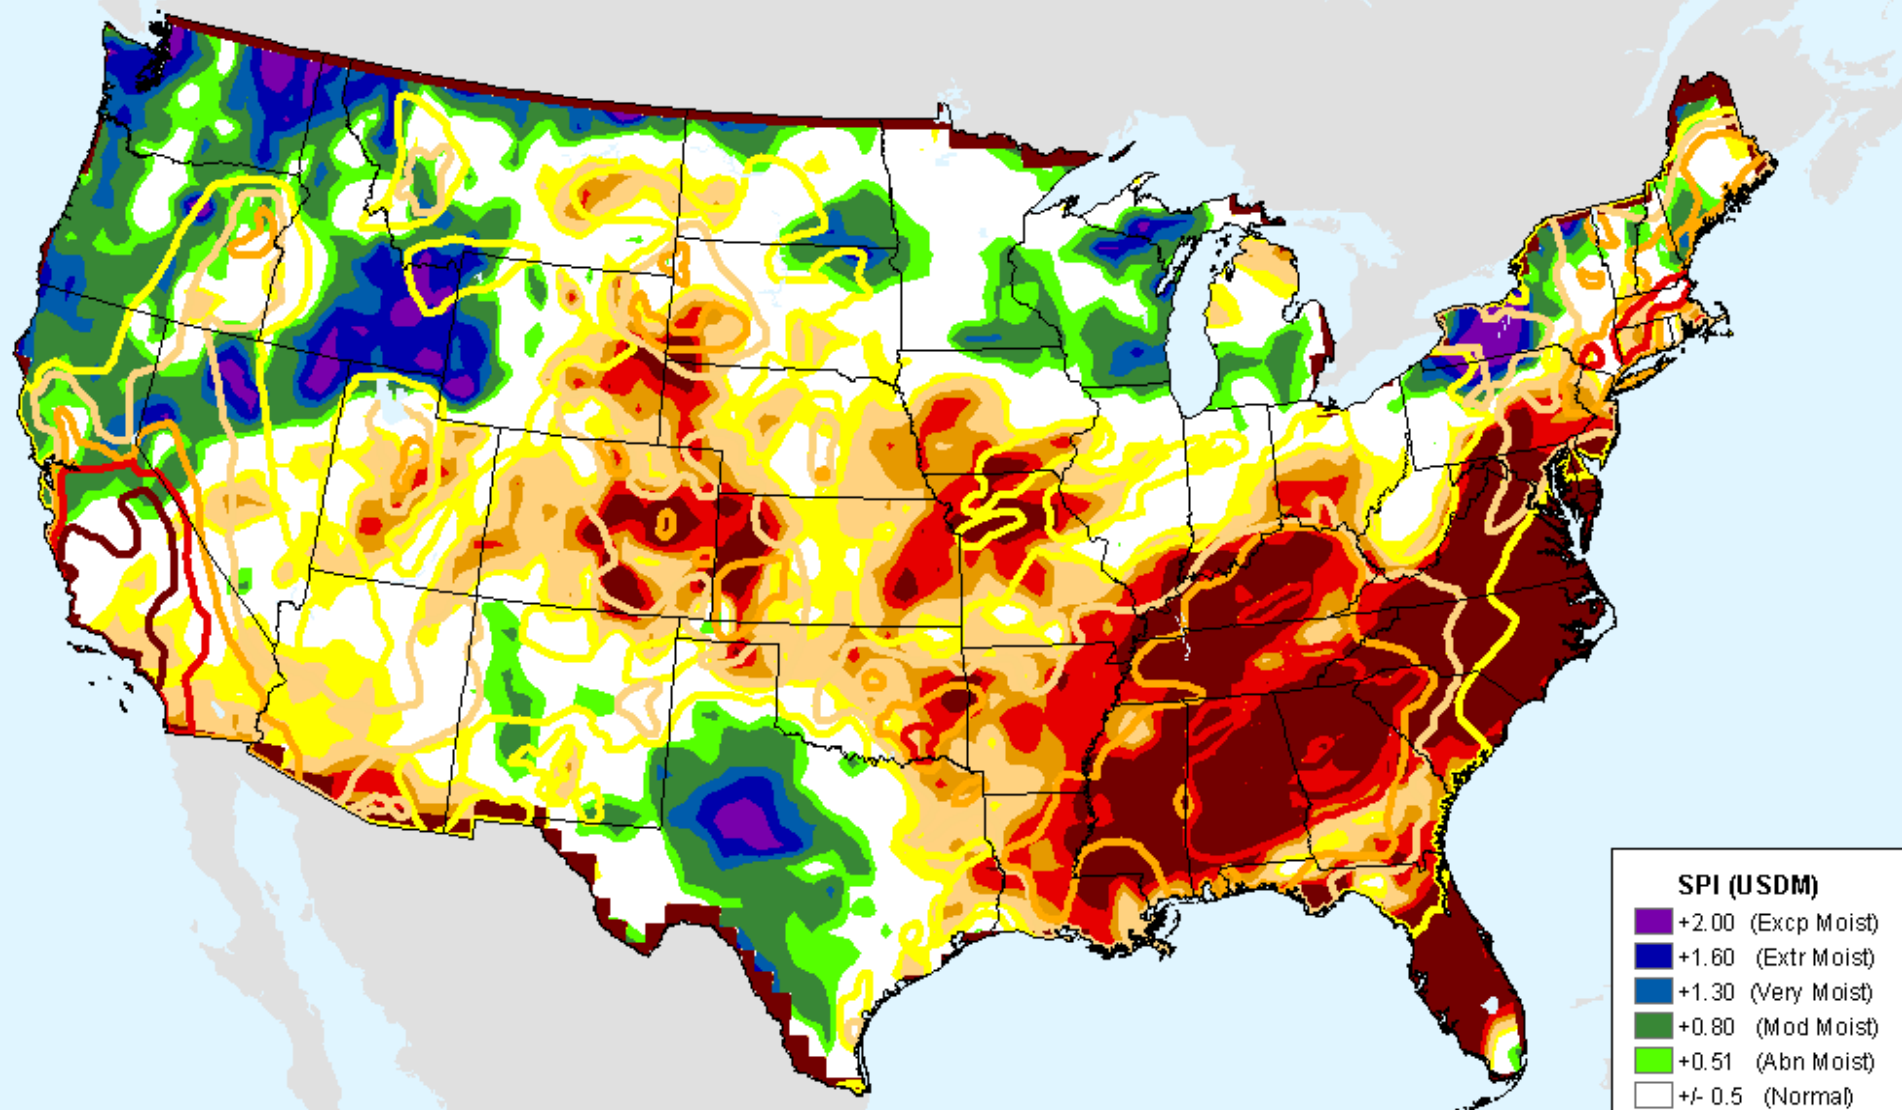 SPI (USDM)
+2.00 (Excp Moist)
+1.60 (Extr Moist)
+1.30 (Very Moist)
+0.80 (Mod Moist)
+0.51 (Abn Moist)
+/- 0.5 (Normal)